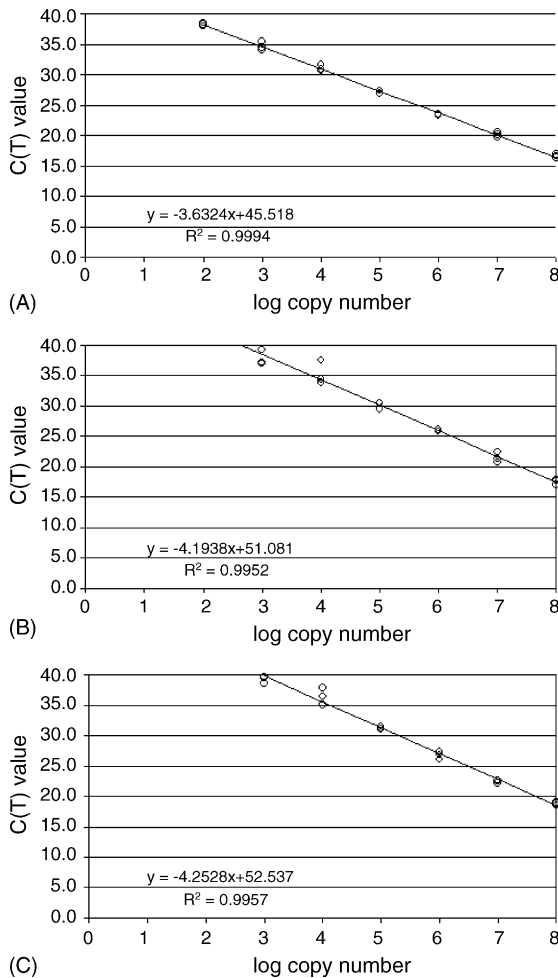 40.0
35.0
30.0
25.0
20.0
15.0
10.0
5.0
0.0
C(T) value
y = -3.6324x+45.518
R² = 0.9994
0 1 2 3 4 5 6 7 8
log copy number
(A)
40.0
35.0
30.0
25.0
20.0
15.0
10.0
5.0
0.0
C(T) value
y = -4.1938x+51.081
R² = 0.9952
0 1 2 3 4 5 6 7 8
log copy number
(B)
40.0
35.0
30.0
25.0
20.0
15.0
10.0
5.0
0.0
C(T) value
y = -4.2528x+52.537
R² = 0.9957
0 1 2 3 4 5 6 7 8
log copy number
(C)